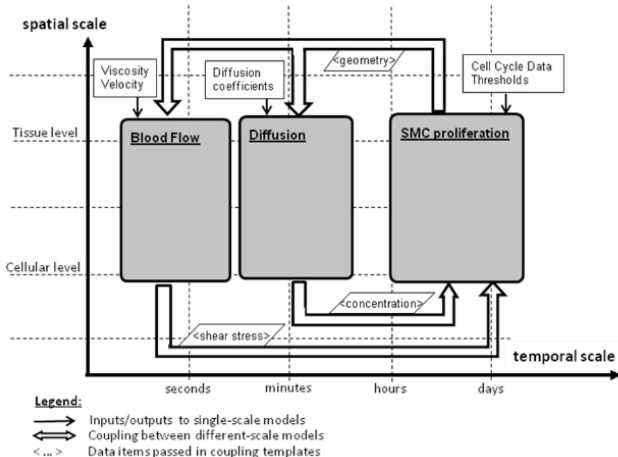 spatial scale
<geometry>
Viscosity
Velocity
Diffusion
coefficients
Cell Cycle Data
Thresholds
Tissue level
Blood Flow
Diffusion
SMC proliferation
Cellular level
<concentration>
<shear stress>
temporal scale
seconds
minutes
hours
days
Legend:
Inputs/outputs to single-scale models
Coupling between different-scale models
< ... > Data items passed in coupling templates